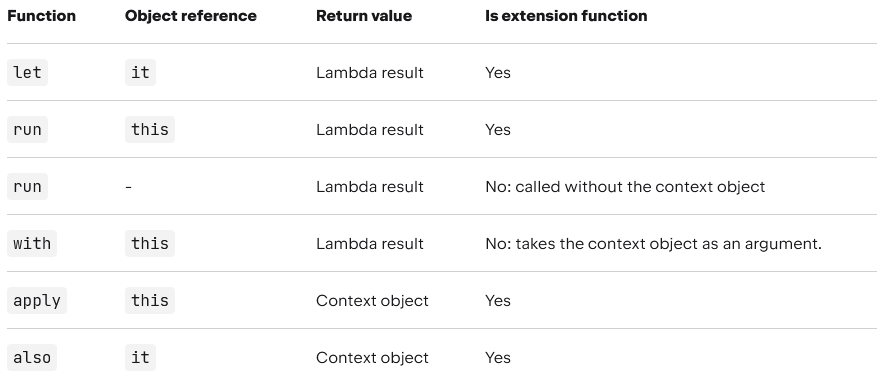 Function Object reference Return value Is extension function
let it Lambda result Yes
run this Lambda result Yes
run - Lambda result No: called without the context object
with this Lambda result No: takes the context object as an argument.
apply this Context object Yes
also it Context object Yes